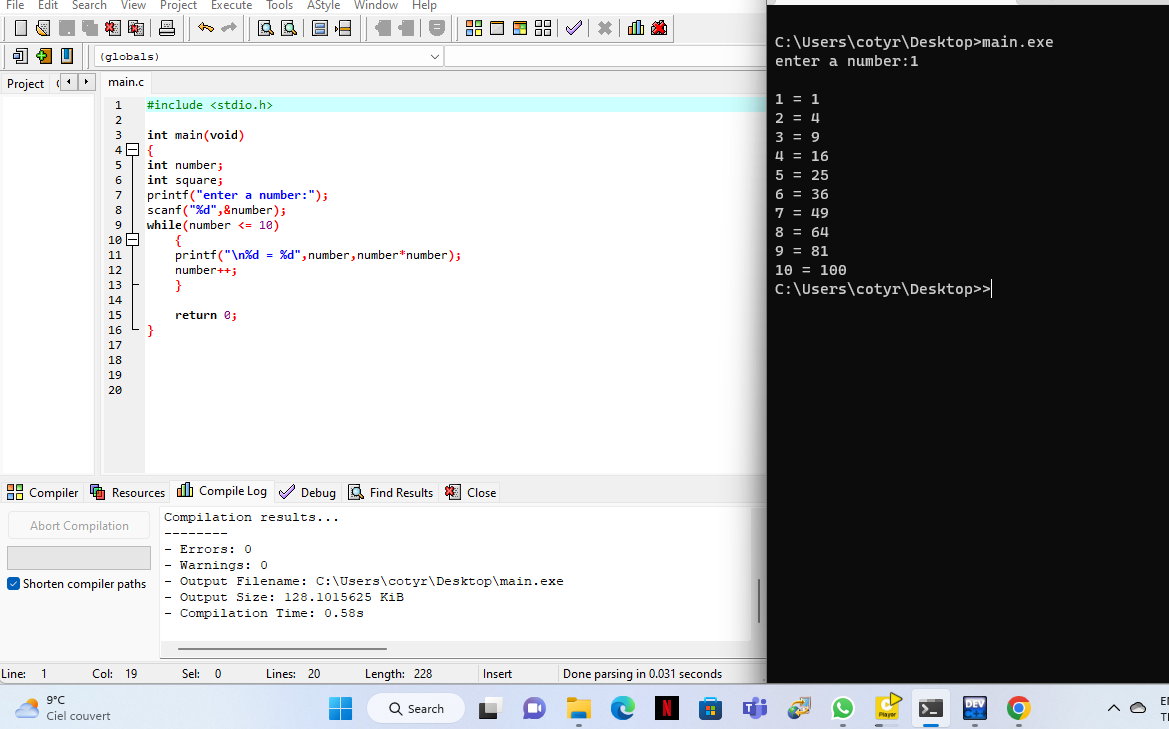 File Edit Search View Project Execute Tools AStyle Window Help
(globals)
Project
main.c
1 #include <stdio.h>
2
3 int main(void)
4 {
5 int number;
6 int square;
7 printf("enter a number:");
8 scanf("%d",&number);
9 while(number <= 10)
10 {
11 printf("\n%d = %d",number,number*number);
12 number++;
13 }
14
15 return 0;
16 }
17
18
19
20
Compiler Resources Compile Log Debug Find Results Close
Abort Compilation
Shorten compiler paths
Compilation results...
--------
- Errors: 0
- Warnings: 0
- Output Filename: C:\Users\cotyr\Desktop\main.exe
- Output Size: 128.1015625 KiB
- Compilation Time: 0.58s
Line: 1 Col: 19 Sel: 0 Lines: 20 Length: 228 Insert Done parsing in 0.031 seconds
C:\Users\cotyr\Desktop>main.exe
enter a number:1
1 = 1
2 = 4
3 = 9
4 = 16
5 = 25
6 = 36
7 = 49
8 = 64
9 = 81
10 = 100
C:\Users\cotyr\Desktop>>
9°C
Ciel couvert
Search
N
Player
DEV